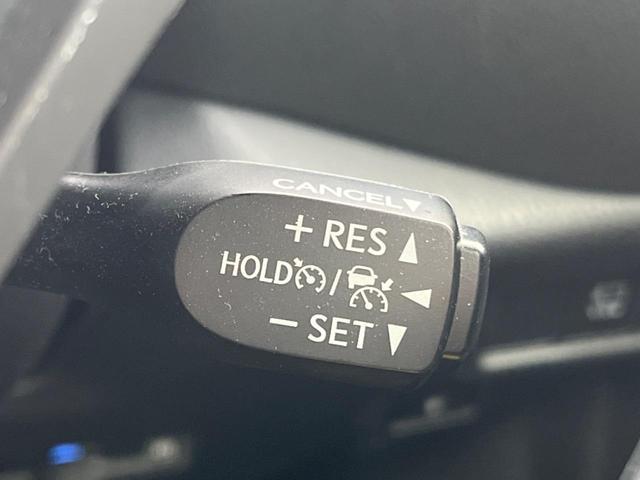 CANCEL▼
+ RES ▲
HOLD / ◀
− SET ▼